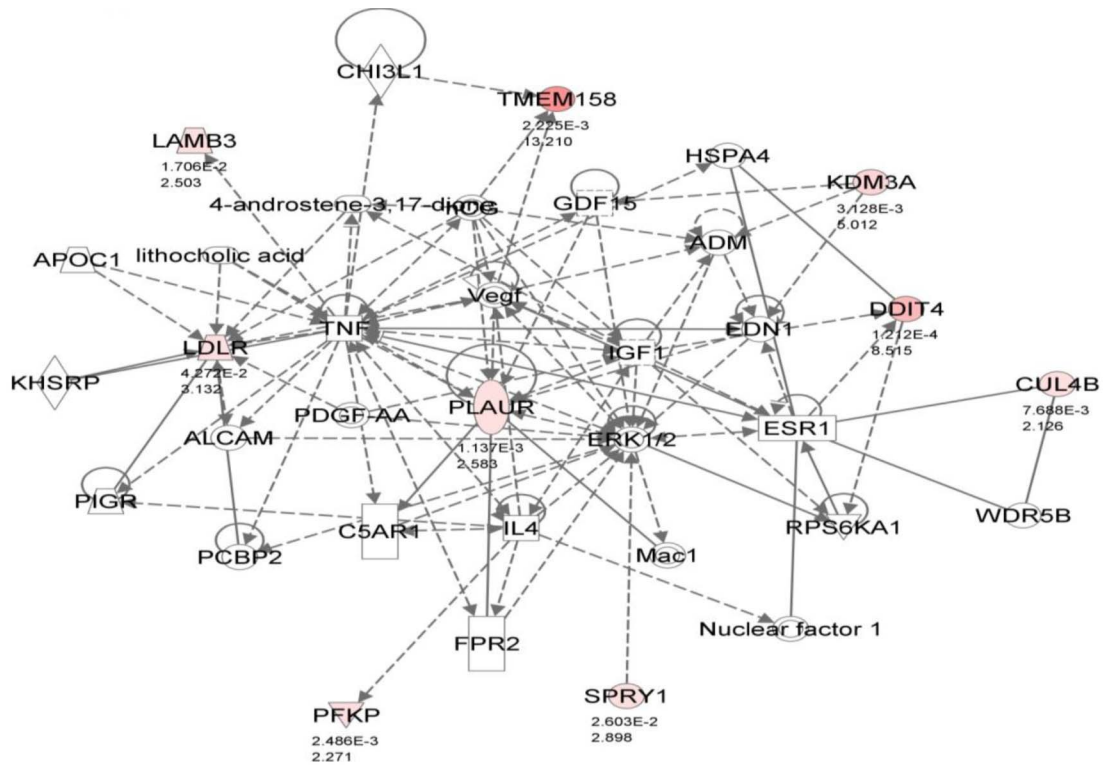 CHI3L1
TMEM158
2.225E-3
13.210
LAMB3
1.706E-2
2.503
HSPA4
KDM3A
3.128E-3
5.012
4-androstene-3,17-dione
hCG
GDF15
ADM
APOC1
lithocholic acid
Vegf
TNF
EDN1
DDIT4
1.212E-4
8.515
LDLR
4.272E-2
3.132
IGF1
KHSRP
CUL4B
7.688E-3
2.126
PDGF-AA
PLAUR
1.137E-3
2.583
ALCAM
ERK1/2
ESR1
PIGR
C5AR1
IL4
RPS6KA1
WDR5B
PCBP2
Mac1
Nuclear factor 1
FPR2
SPRY1
2.603E-2
2.898
PFKP
2.486E-3
2.271